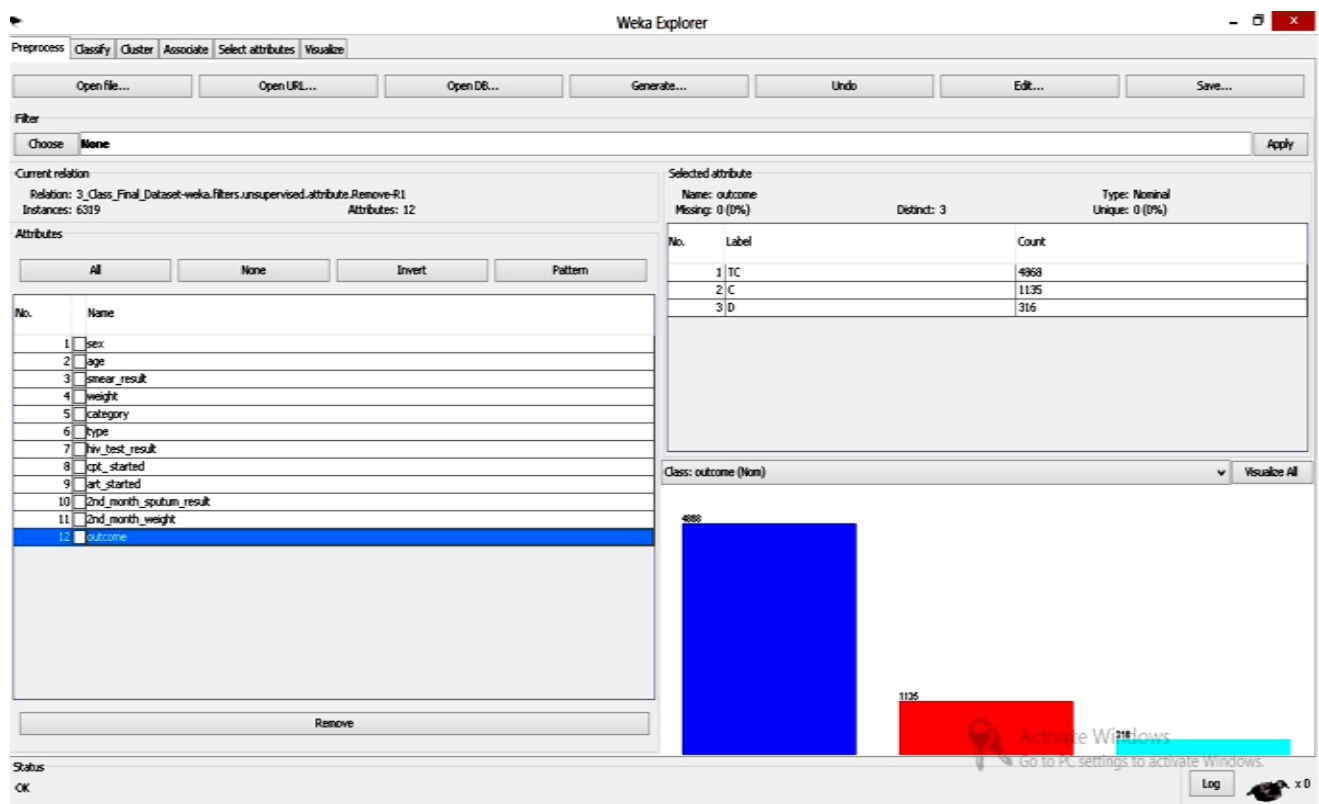 Weka Explorer
Preprocess Classify Cluster Associate Select attributes Visualize
Open file... Open URL... Open DB... Generate... Undo Edit... Save...
Filter
Choose None Apply
Current relation
Relation: 3_Class_Final_Dataset-weka.filters.unsupervised.attribute.Remove-R1
Instances: 6319 Attributes: 12
Attributes
All None Invert Pattern
No. Name
1 sex
2 age
3 smear_result
4 weight
5 category
6 type
7 hiv_test_result
8 cpt_started
9 art_started
10 2nd_month_sputum_result
11 2nd_month_weight
12 outcome
Remove
Selected attribute
Name: outcome Type: Nominal
Missing: 0 (0%) Distinct: 3 Unique: 0 (0%)
No. Label Count
1 TC 4868
2 C 1135
3 D 316
Class: outcome (Nom) Visualize All
4868
1135
316
Activate Windows
Go to PC settings to activate Windows.
Status
OK
Log x 0